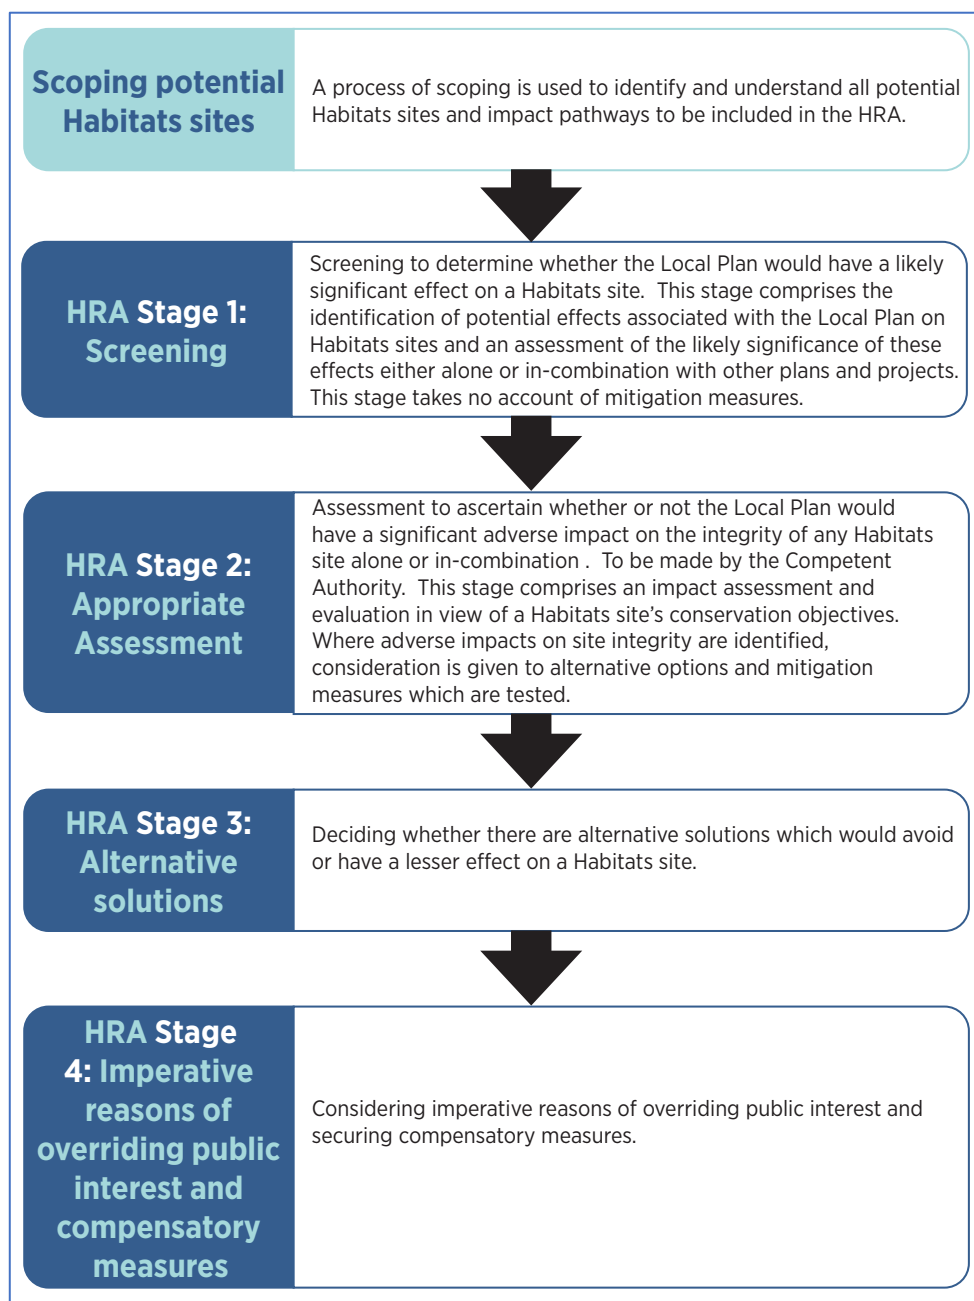 Scoping potential
Habitats sites
A process of scoping is used to identify and understand all potential
Habitats sites and impact pathways to be included in the HRA.
HRA Stage 1:
Screening
Screening to determine whether the Local Plan would have a likely
significant effect on a Habitats site.  This stage comprises the
identification of potential effects associated with the Local Plan on
Habitats sites and an assessment of the likely significance of these
effects either alone or in-combination with other plans and projects.
This stage takes no account of mitigation measures.
HRA Stage 2:
Appropriate
Assessment
Assessment to ascertain whether or not the Local Plan would
have a significant adverse impact on the integrity of any Habitats
site alone or in-combination .  To be made by the Competent
Authority.  This stage comprises an impact assessment and
evaluation in view of a Habitats site’s conservation objectives.
Where adverse impacts on site integrity are identified,
consideration is given to alternative options and mitigation
measures which are tested.
HRA Stage 3:
Alternative
solutions
Deciding whether there are alternative solutions which would avoid
or have a lesser effect on a Habitats site.
HRA Stage
4: Imperative
reasons of
overriding public
interest and
compensatory
measures
Considering imperative reasons of overriding public interest and
securing compensatory measures.